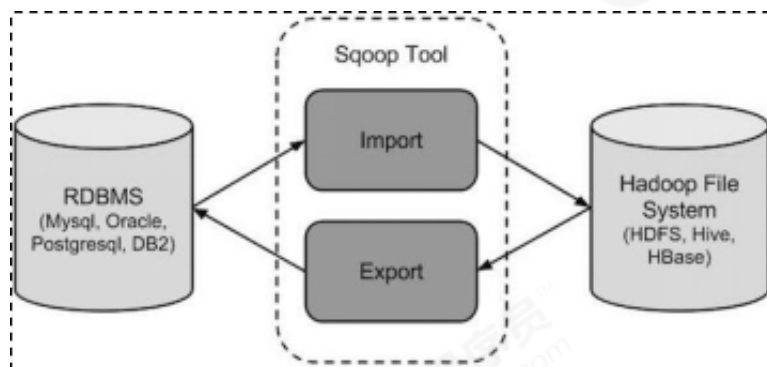 Sqoop Tool
Import
RDBMS
(Mysql, Oracle,
Postgresql, DB2)
Hadoop File
System
(HDFS, Hive,
HBase)
Export